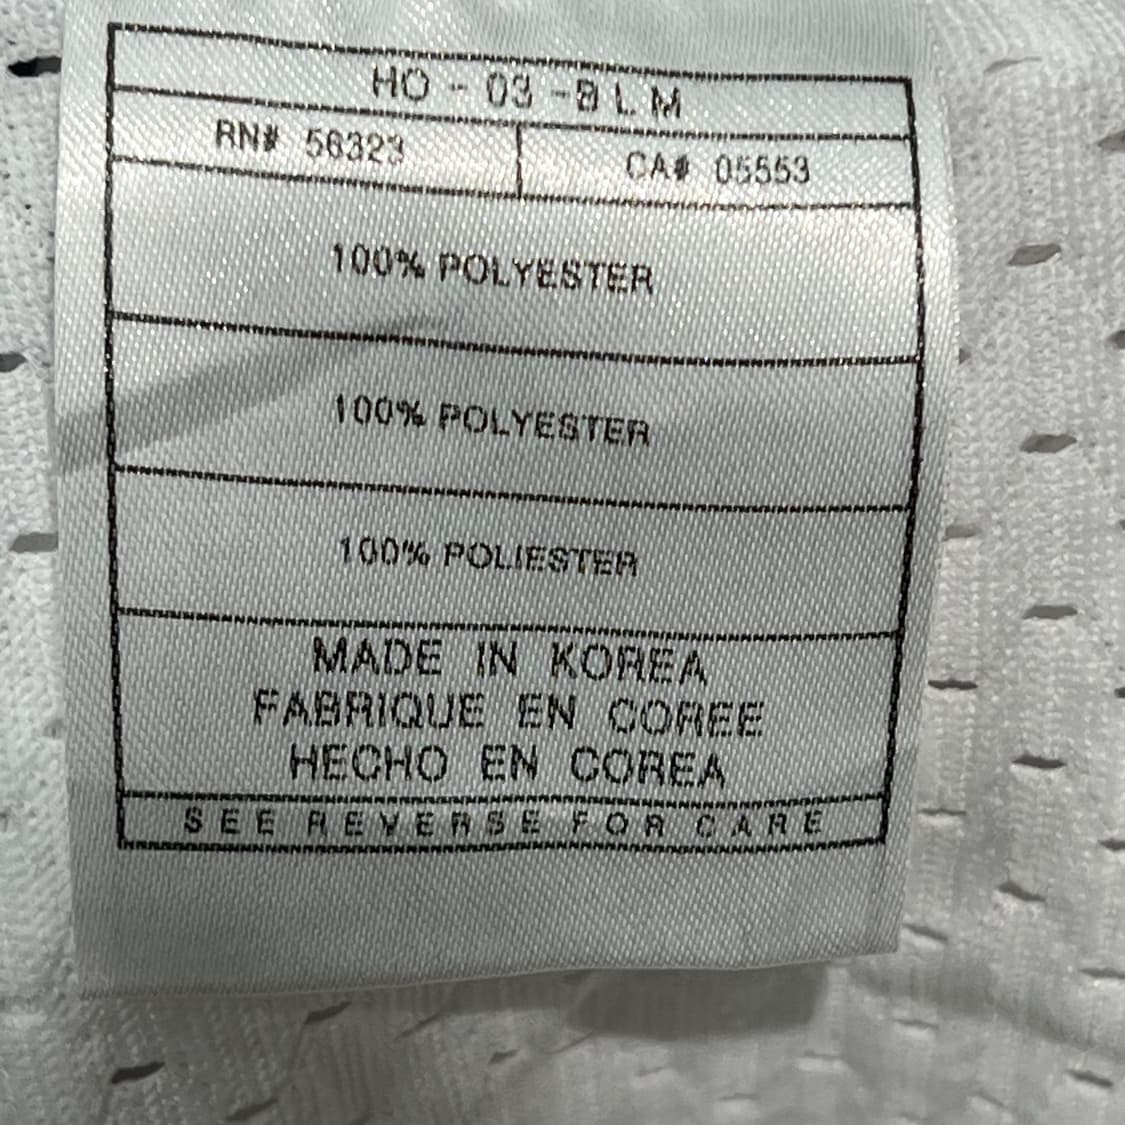 HO - 03 - B L M
RN# 56323
CA# 05553
100% POLYESTER
100% POLYESTER
100% POLIESTER
MADE IN KOREA
FABRIQUE EN COREE
HECHO EN COREA
SEE REVERSE FOR CARE